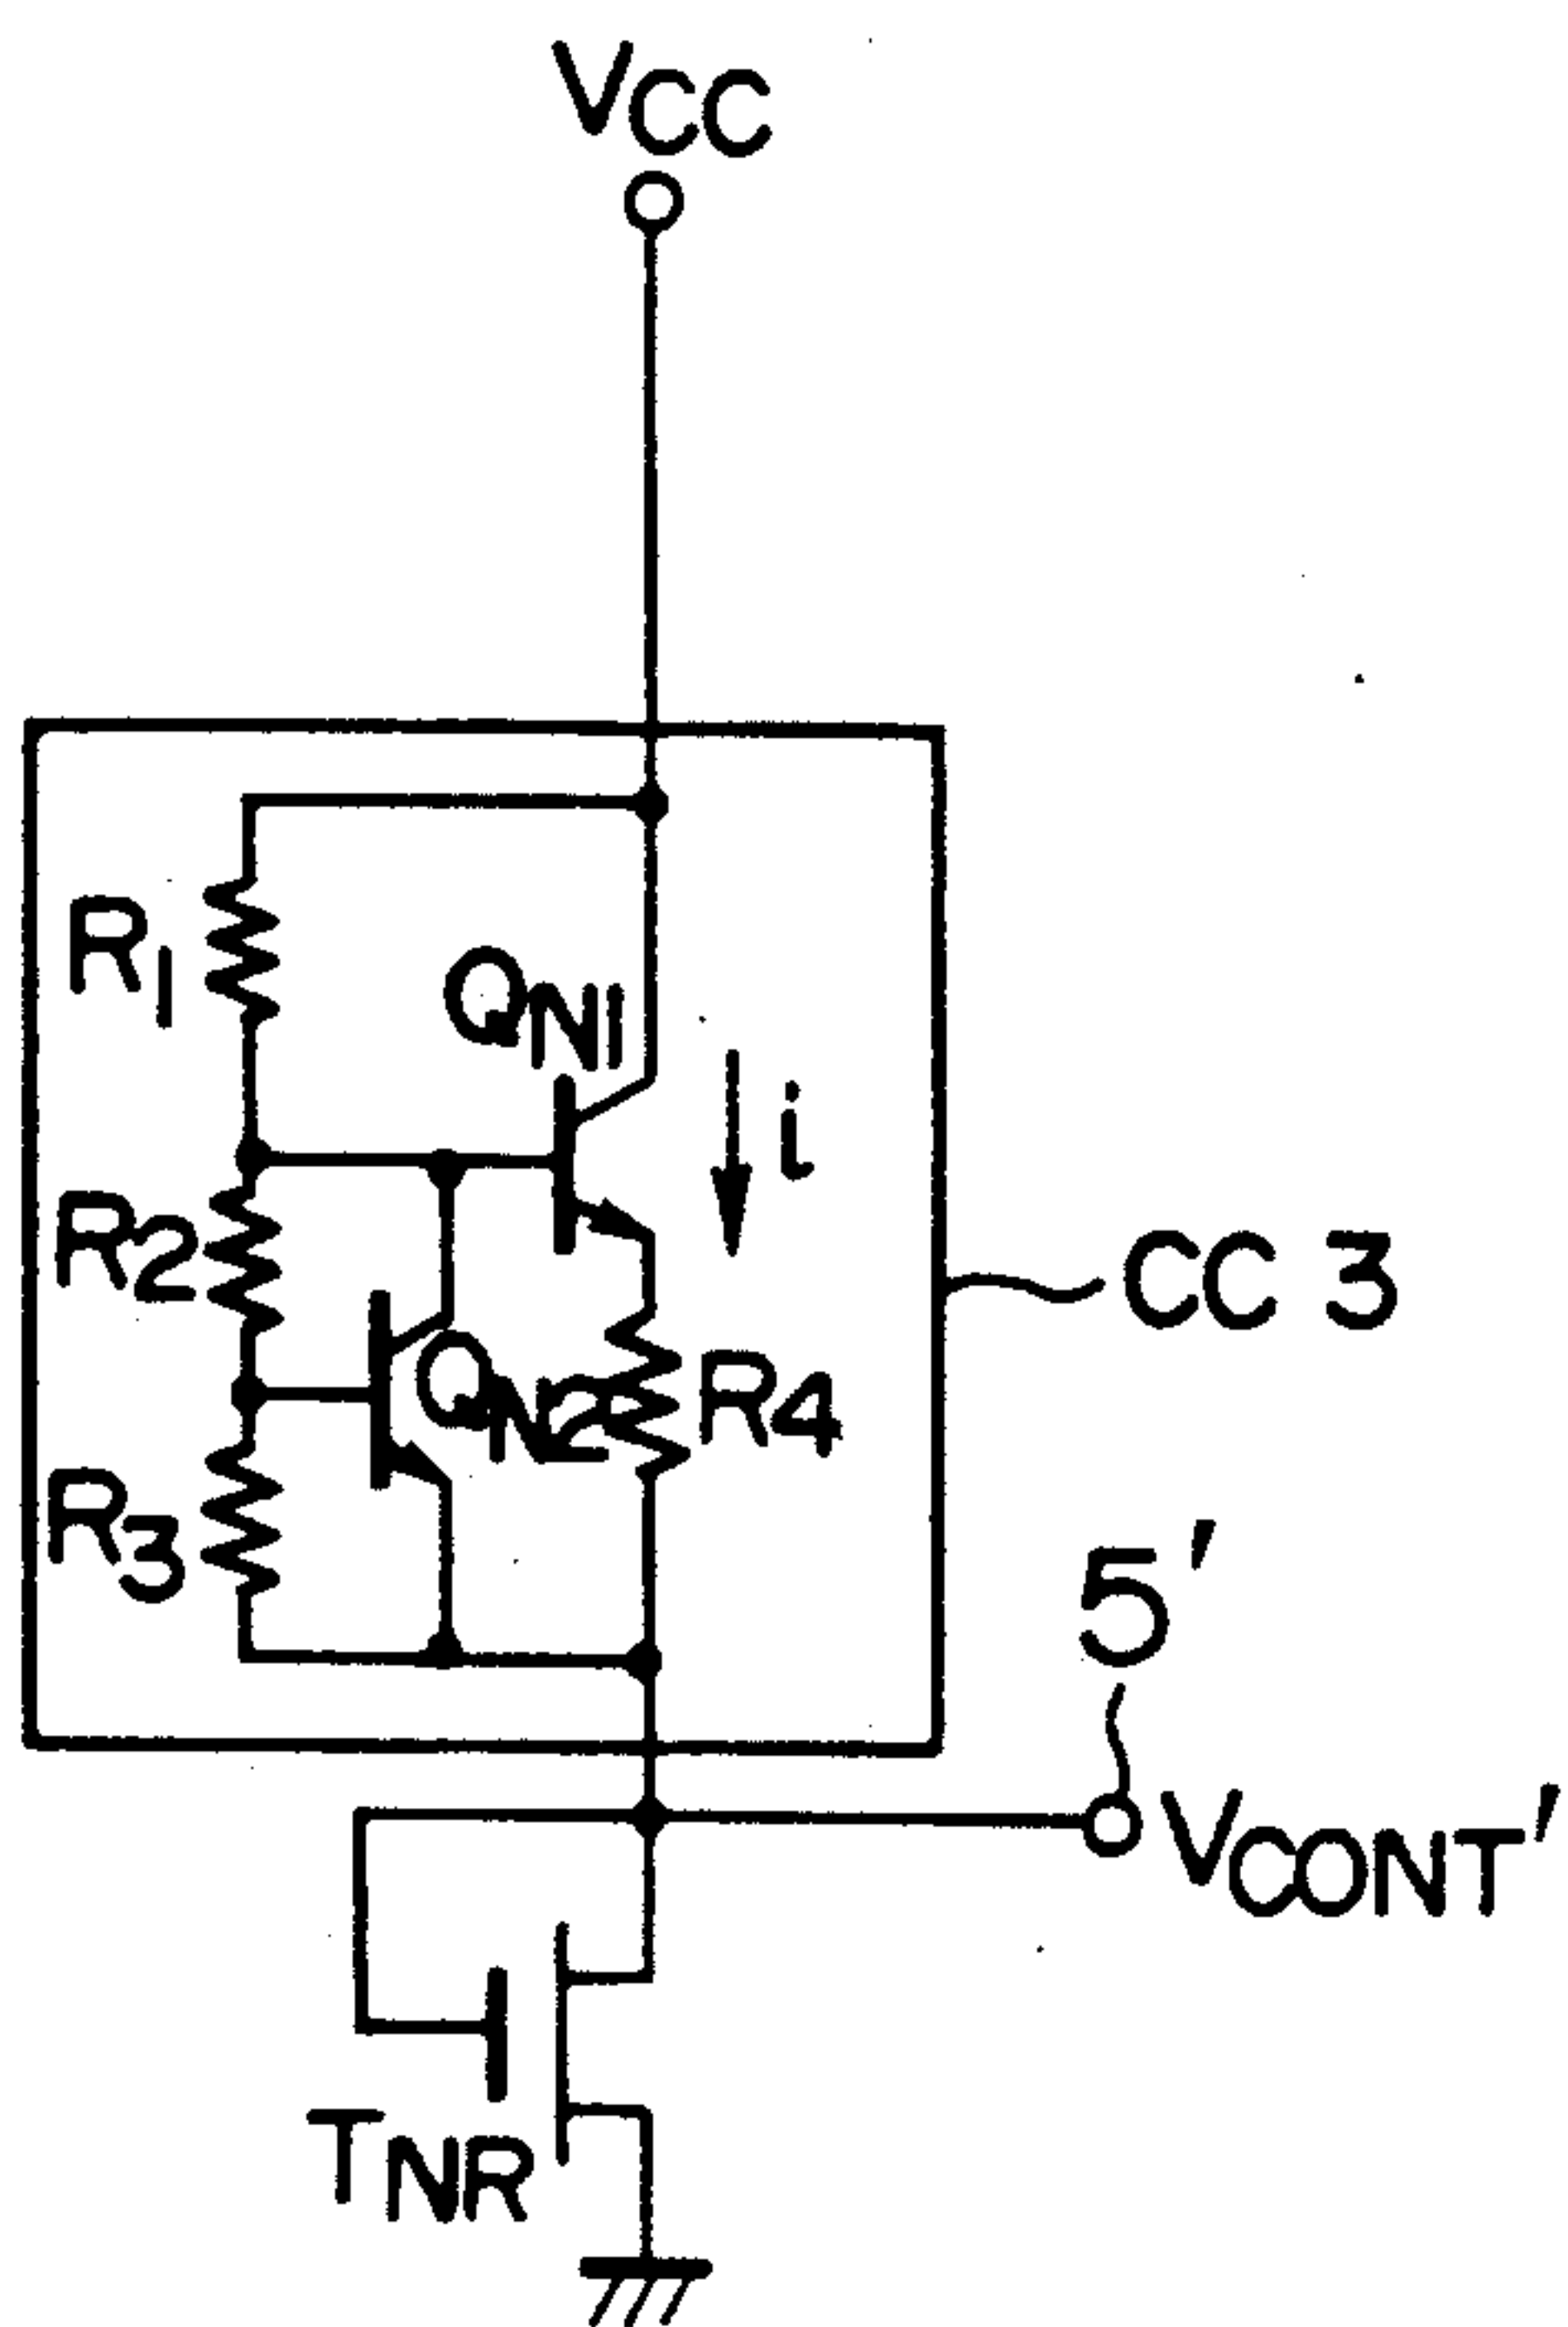 VCC
R1
QN1
i
R2
CC 3
QN2
R4
R3
5'
VCONT'
TNR